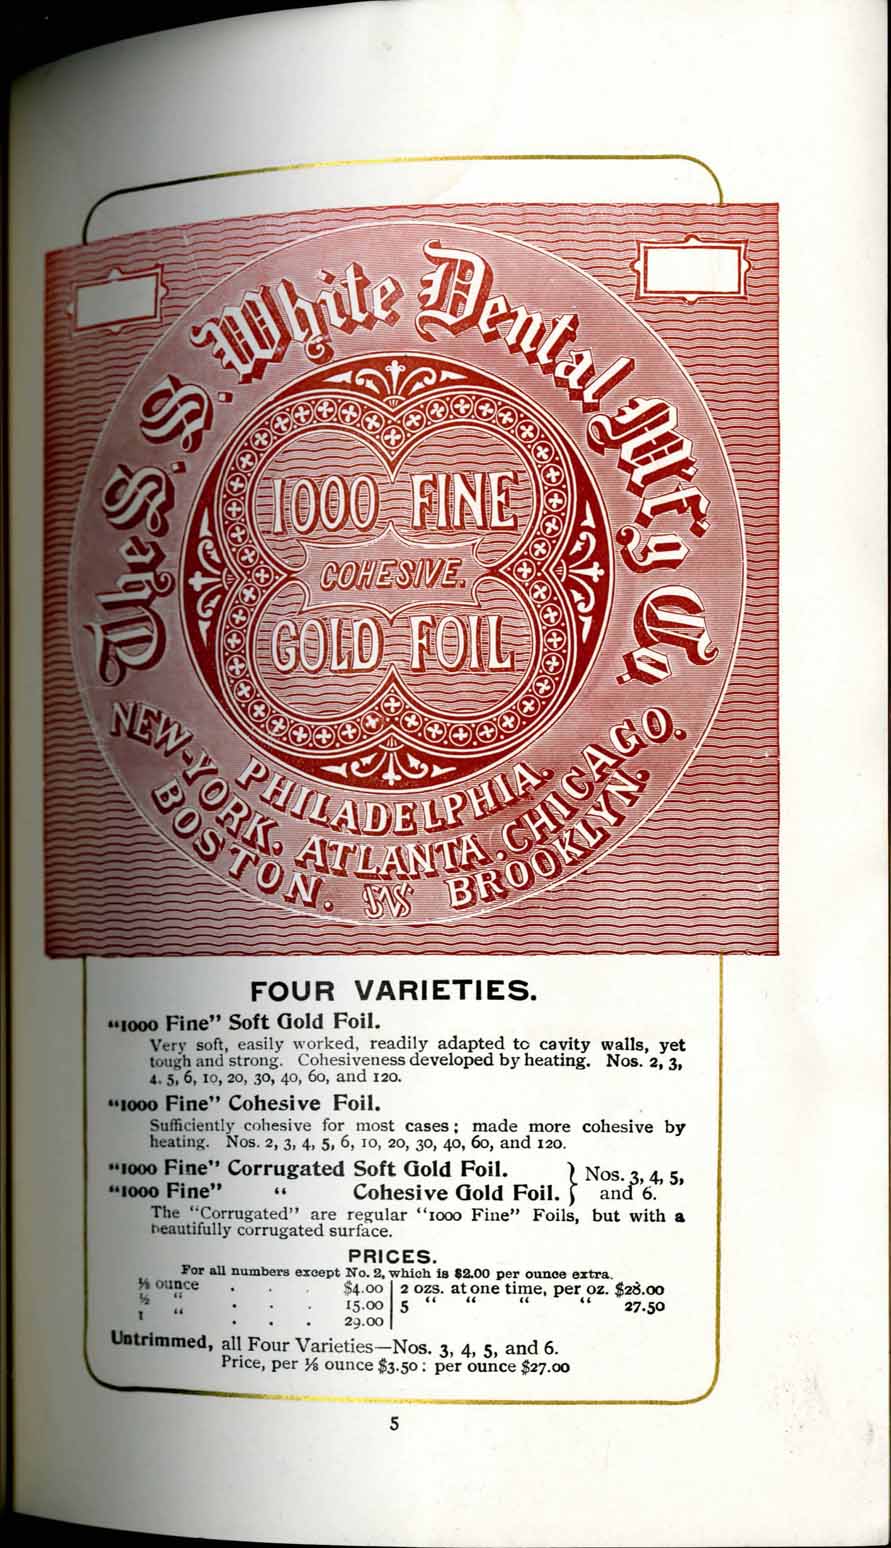 The S. S. White Dental Mfg Co.
1000 FINE
COHESIVE.
GOLD FOIL
PHILADELPHIA.
NEW-YORK. ATLANTA. CHICAGO.
BOSTON. BROOKLYN.
FOUR VARIETIES.
"1000 Fine" Soft Gold Foil.
Very soft, easily worked, readily adapted to cavity walls, yet
tough and strong. Cohesiveness developed by heating. Nos. 2, 3,
4, 5, 6, 10, 20, 30, 40, 60, and 120.
"1000 Fine" Cohesive Foil.
Sufficiently cohesive for most cases; made more cohesive by
heating. Nos. 2, 3, 4, 5, 6, 10, 20, 30, 40, 60, and 120.
"1000 Fine" Corrugated Soft Gold Foil. } Nos. 3, 4, 5,
"1000 Fine" " Cohesive Gold Foil. } and 6.
The "Corrugated" are regular "1000 Fine" Foils, but with a
beautifully corrugated surface.
PRICES.
For all numbers except No. 2, which is $2.00 per ounce extra.
⅛ ounce . . . $4.00 | 2 ozs. at one time, per oz. $28.00
½ " . . . 15.00 | 5 " " " " 27.50
1 " . . . 29.00 |
Untrimmed, all Four Varieties—Nos. 3, 4, 5, and 6.
Price, per ⅛ ounce $3.50: per ounce $27.00
5